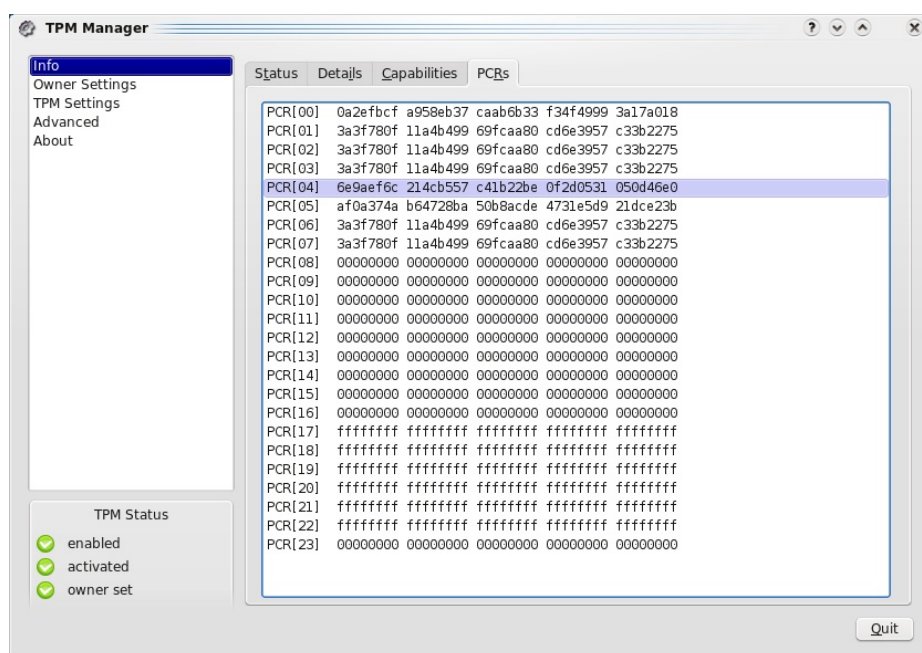 TPM Manager
Info
Owner Settings
TPM Settings
Advanced
About
Status Details Capabilities PCRs
PCR[00] 0a2efbcf a958eb37 caab6b33 f34f4999 3a17a018
PCR[01] 3a3f780f 11a4b499 69fcaa80 cd6e3957 c33b2275
PCR[02] 3a3f780f 11a4b499 69fcaa80 cd6e3957 c33b2275
PCR[03] 3a3f780f 11a4b499 69fcaa80 cd6e3957 c33b2275
PCR[04] 6e9aef6c 214cb557 c41b22be 0f2d0531 050d46e0
PCR[05] af0a374a b64728ba 50b8acde 4731e5d9 21dce23b
PCR[06] 3a3f780f 11a4b499 69fcaa80 cd6e3957 c33b2275
PCR[07] 3a3f780f 11a4b499 69fcaa80 cd6e3957 c33b2275
PCR[08] 00000000 00000000 00000000 00000000 00000000
PCR[09] 00000000 00000000 00000000 00000000 00000000
PCR[10] 00000000 00000000 00000000 00000000 00000000
PCR[11] 00000000 00000000 00000000 00000000 00000000
PCR[12] 00000000 00000000 00000000 00000000 00000000
PCR[13] 00000000 00000000 00000000 00000000 00000000
PCR[14] 00000000 00000000 00000000 00000000 00000000
PCR[15] 00000000 00000000 00000000 00000000 00000000
PCR[16] 00000000 00000000 00000000 00000000 00000000
PCR[17] ffffffff ffffffff ffffffff ffffffff ffffffff
PCR[18] ffffffff ffffffff ffffffff ffffffff ffffffff
PCR[19] ffffffff ffffffff ffffffff ffffffff ffffffff
PCR[20] ffffffff ffffffff ffffffff ffffffff ffffffff
PCR[21] ffffffff ffffffff ffffffff ffffffff ffffffff
PCR[22] ffffffff ffffffff ffffffff ffffffff ffffffff
PCR[23] 00000000 00000000 00000000 00000000 00000000
TPM Status
enabled
activated
owner set
Quit